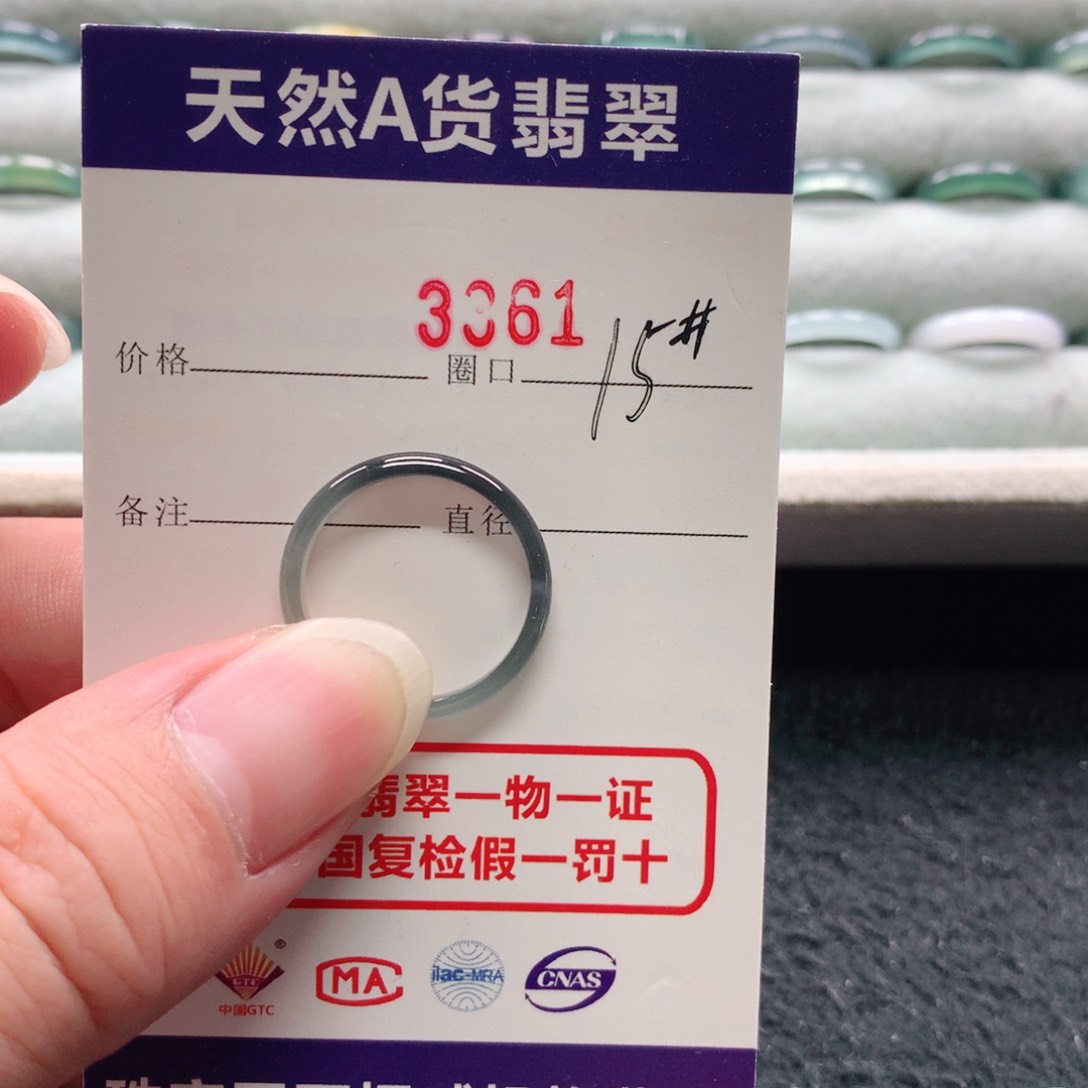 天然A货翡翠
3361
价格 圈口 15#
备注 直径
翡翠一物一证
国复检假一罚十
GTC ® MA ilac-MRA CNAS
中国GTC